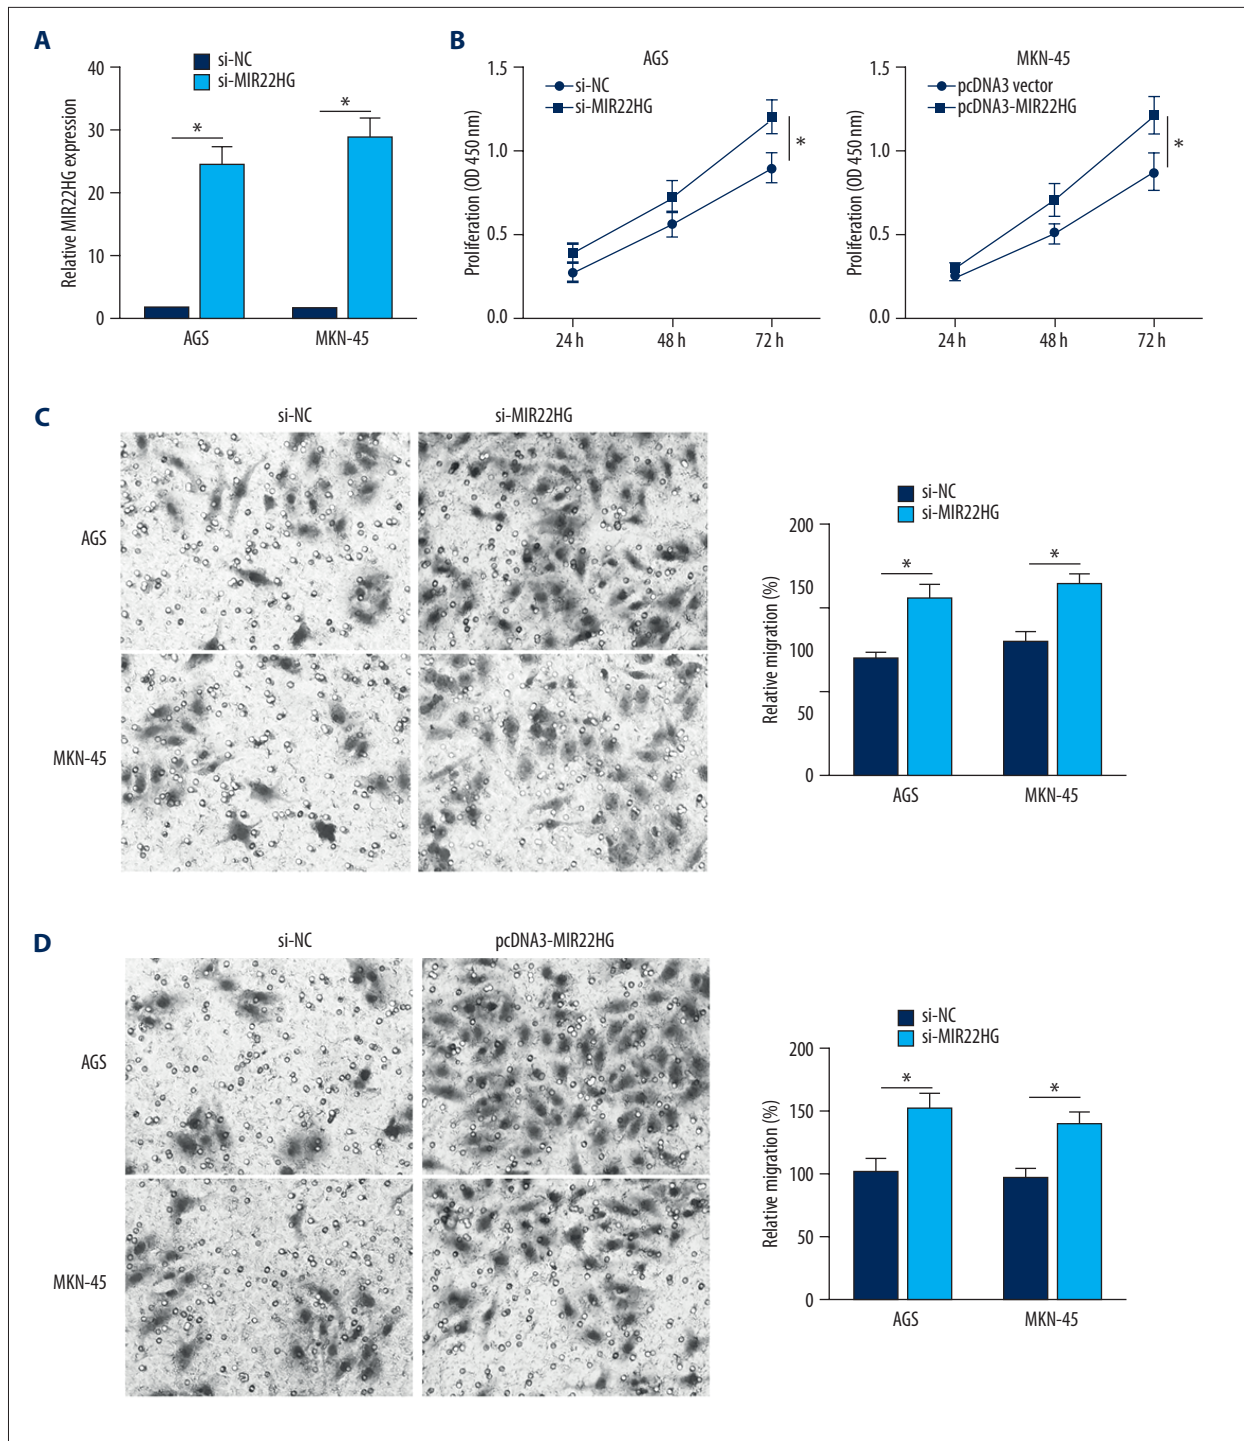 A
si-NC
si-MIR22HG
Relative MIR22HG expression
40
30
20
10
0
*
*
AGS
MKN-45
B
AGS
si-NC
si-MIR22HG
Proliferation (OD 450 nm)
1.5
1.0
0.5
0.0
*
24 h
48 h
72 h
MKN-45
pcDNA3 vector
pcDNA3-MIR22HG
Proliferation (OD 450 nm)
1.5
1.0
0.5
0.0
*
24 h
48 h
72 h
C
si-NC
si-MIR22HG
AGS
MKN-45
si-NC
si-MIR22HG
Relative migration (%)
200
150
100
50
0
*
*
AGS
MKN-45
D
si-NC
pcDNA3-MIR22HG
AGS
MKN-45
si-NC
si-MIR22HG
Relative migration (%)
200
150
100
50
0
*
*
AGS
MKN-45